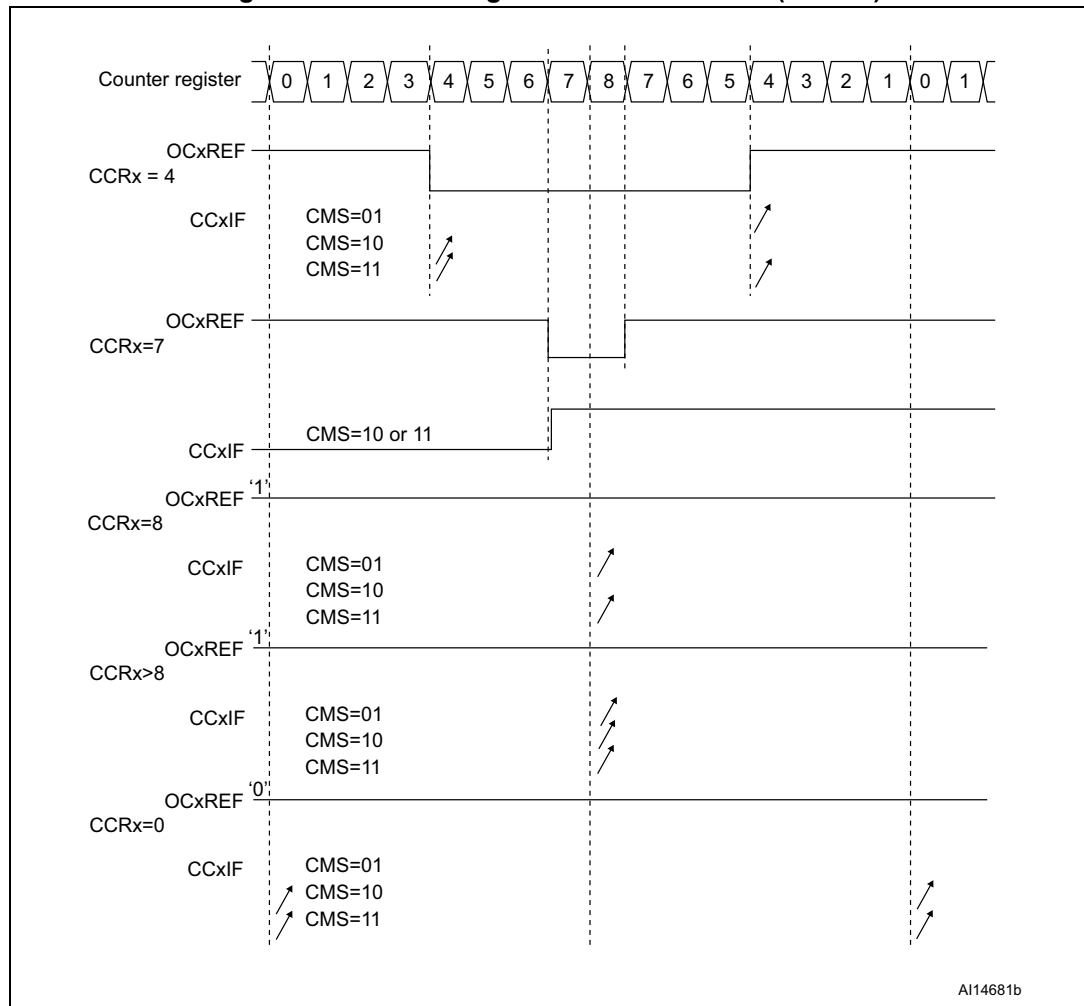 Counter register 0 1 2 3 4 5 6 7 8 7 6 5 4 3 2 1 0 1
OCxREF
CCRx = 4
CCxIF CMS=01
CMS=10
CMS=11
OCxREF
CCRx=7
CMS=10 or 11
CCxIF
OCxREF '1'
CCRx=8
CCxIF CMS=01
CMS=10
CMS=11
OCxREF '1'
CCRx>8
CCxIF CMS=01
CMS=10
CMS=11
OCxREF '0'
CCRx=0
CCxIF CMS=01
CMS=10
CMS=11
AI14681b